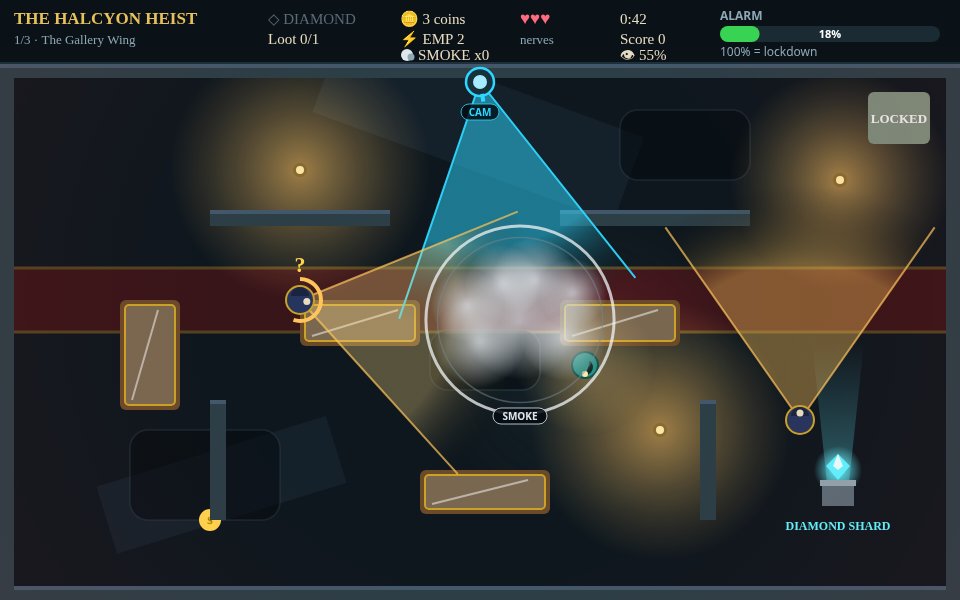 THE HALCYON HEIST
1/3 · The Gallery Wing
◇ DIAMOND
Loot 0/1
3 coins
EMP 2
SMOKE x0
♥♥♥
nerves
0:42
Score 0
55%
ALARM
18%
100% = lockdown
CAM
LOCKED
?
SMOKE
DIAMOND SHARD